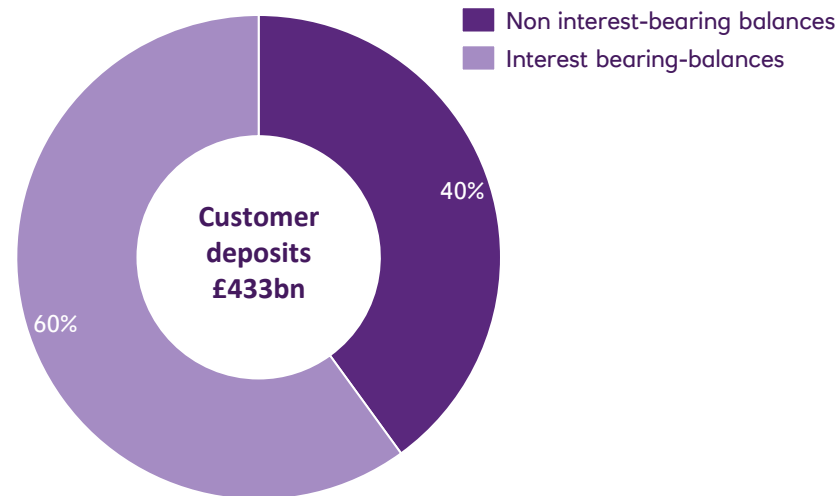 Non interest-bearing balances
Interest bearing-balances
40%
Customer
deposits
£433bn
60%